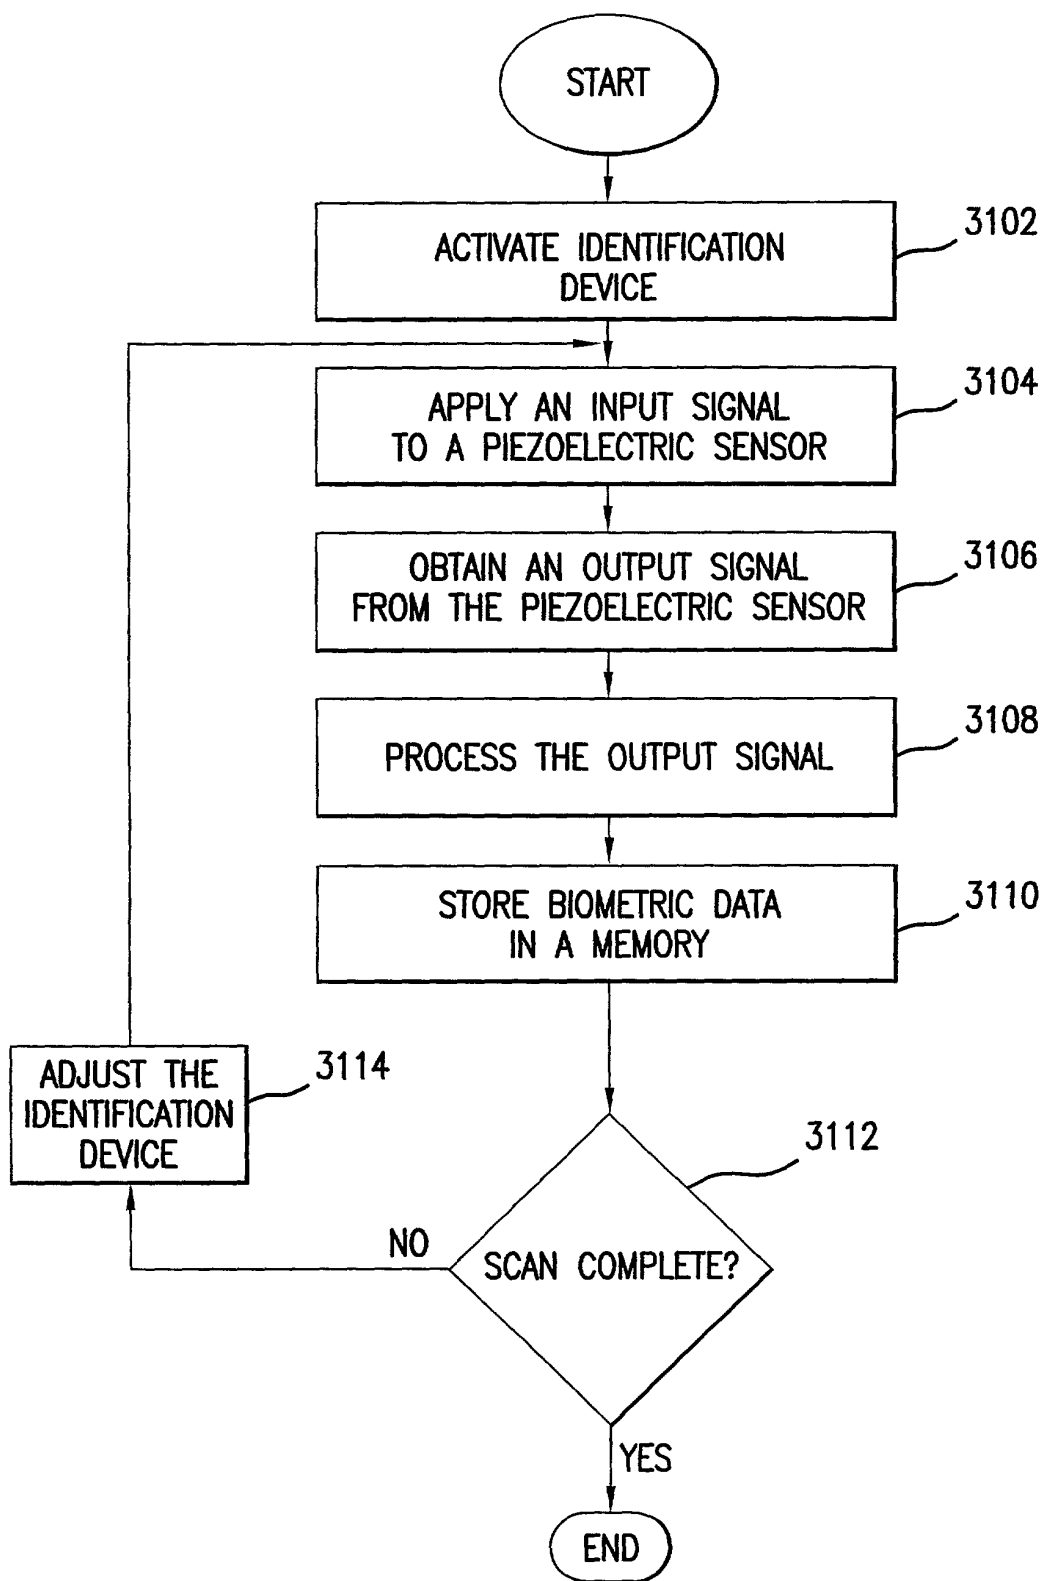 START
ACTIVATE IDENTIFICATION
DEVICE
3102
APPLY AN INPUT SIGNAL
TO A PIEZOELECTRIC SENSOR
3104
OBTAIN AN OUTPUT SIGNAL
FROM THE PIEZOELECTRIC SENSOR
3106
PROCESS THE OUTPUT SIGNAL
3108
STORE BIOMETRIC DATA
IN A MEMORY
3110
ADJUST THE
IDENTIFICATION
DEVICE
3114
3112
SCAN COMPLETE?
NO
YES
END